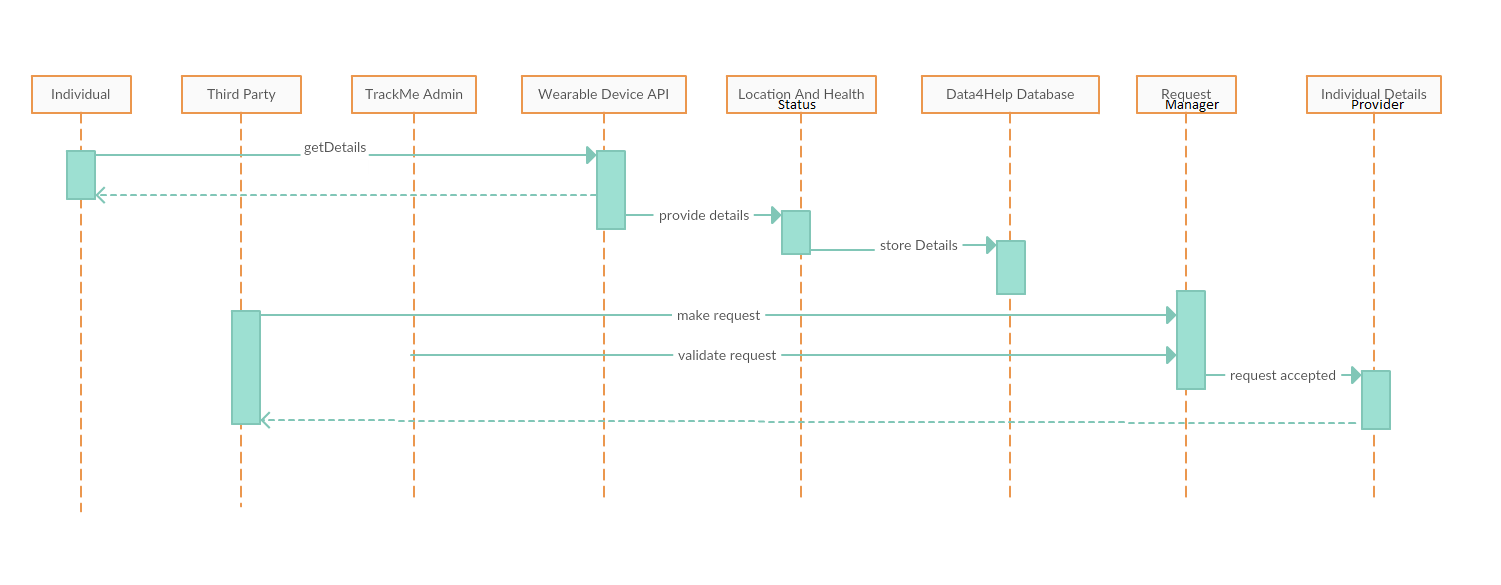 Individual
Third Party
TrackMe Admin
Wearable Device API
Location And Health
Status
Data4Help Database
Request
Manager
Individual Details
Provider
getDetails
provide details
store Details
make request
validate request
request accepted